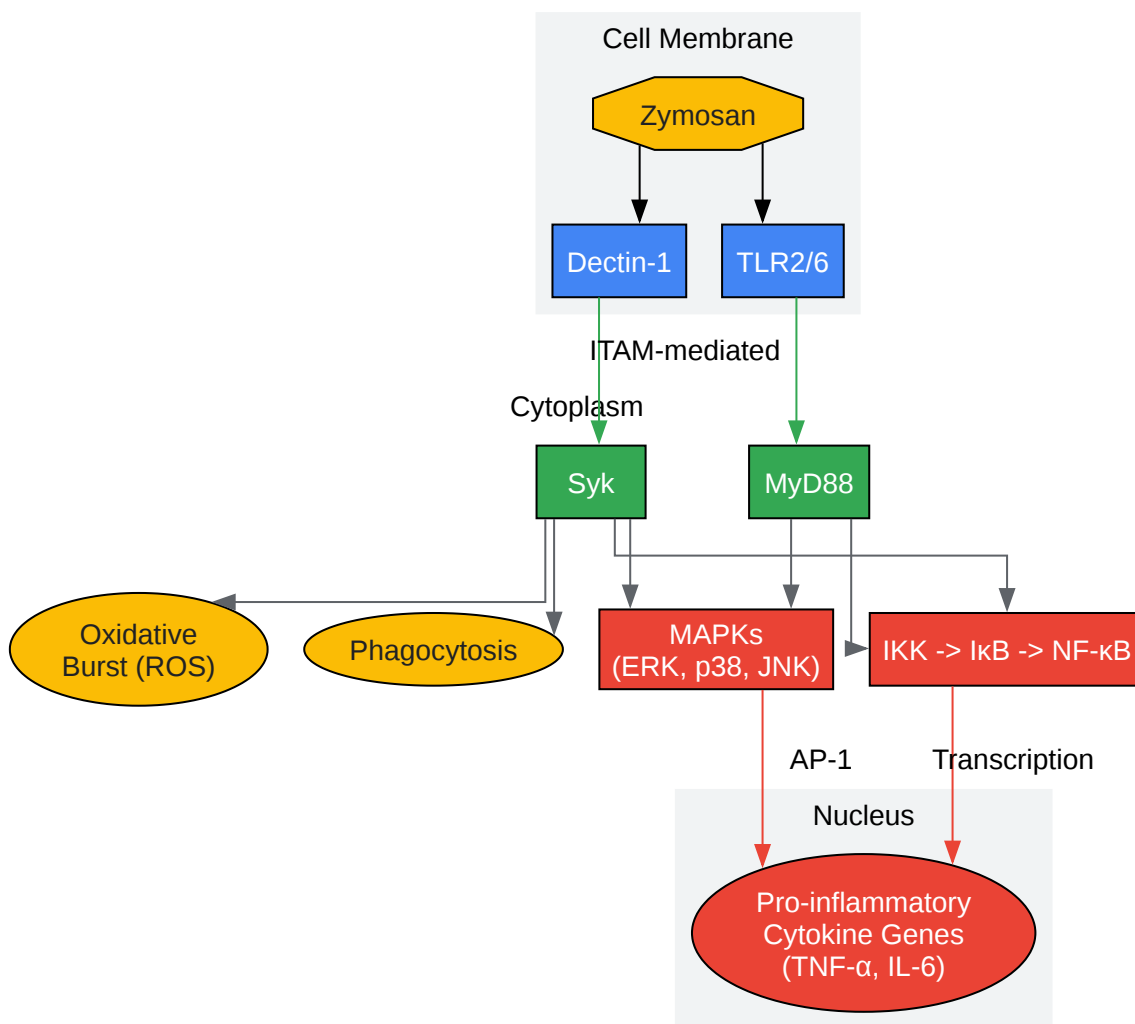 Cell Membrane
Zymosan
Dectin-1
TLR2/6
ITAM-mediated
Cytoplasm
Syk
MyD88
Oxidative
Burst (ROS)
Phagocytosis
MAPKs
(ERK, p38, JNK)
IKK -> IκB -> NF-κB
AP-1
Transcription
Nucleus
Pro-inflammatory
Cytokine Genes
(TNF-α, IL-6)